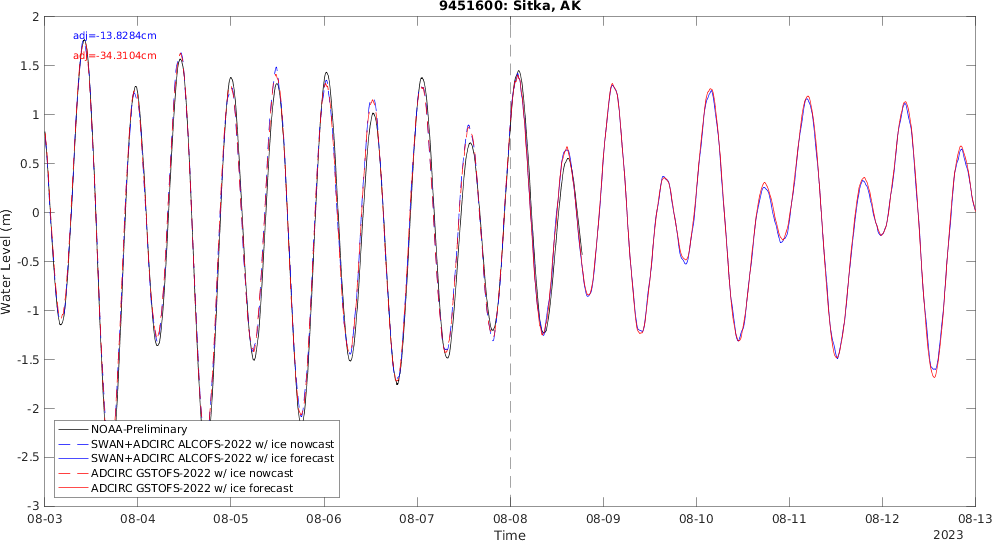 9451600: Sitka, AK
adj=-13.8284cm
adj=-34.3104cm
Water Level (m)
2
1.5
1
0.5
0
-0.5
-1
-1.5
-2
-2.5
-3
NOAA-Preliminary
SWAN+ADCIRC ALCOFS-2022 w/ ice nowcast
SWAN+ADCIRC ALCOFS-2022 w/ ice forecast
ADCIRC GSTOFS-2022 w/ ice nowcast
ADCIRC GSTOFS-2022 w/ ice forecast
08-03 08-04 08-05 08-06 08-07 08-08 08-09 08-10 08-11 08-12 08-13
Time
2023